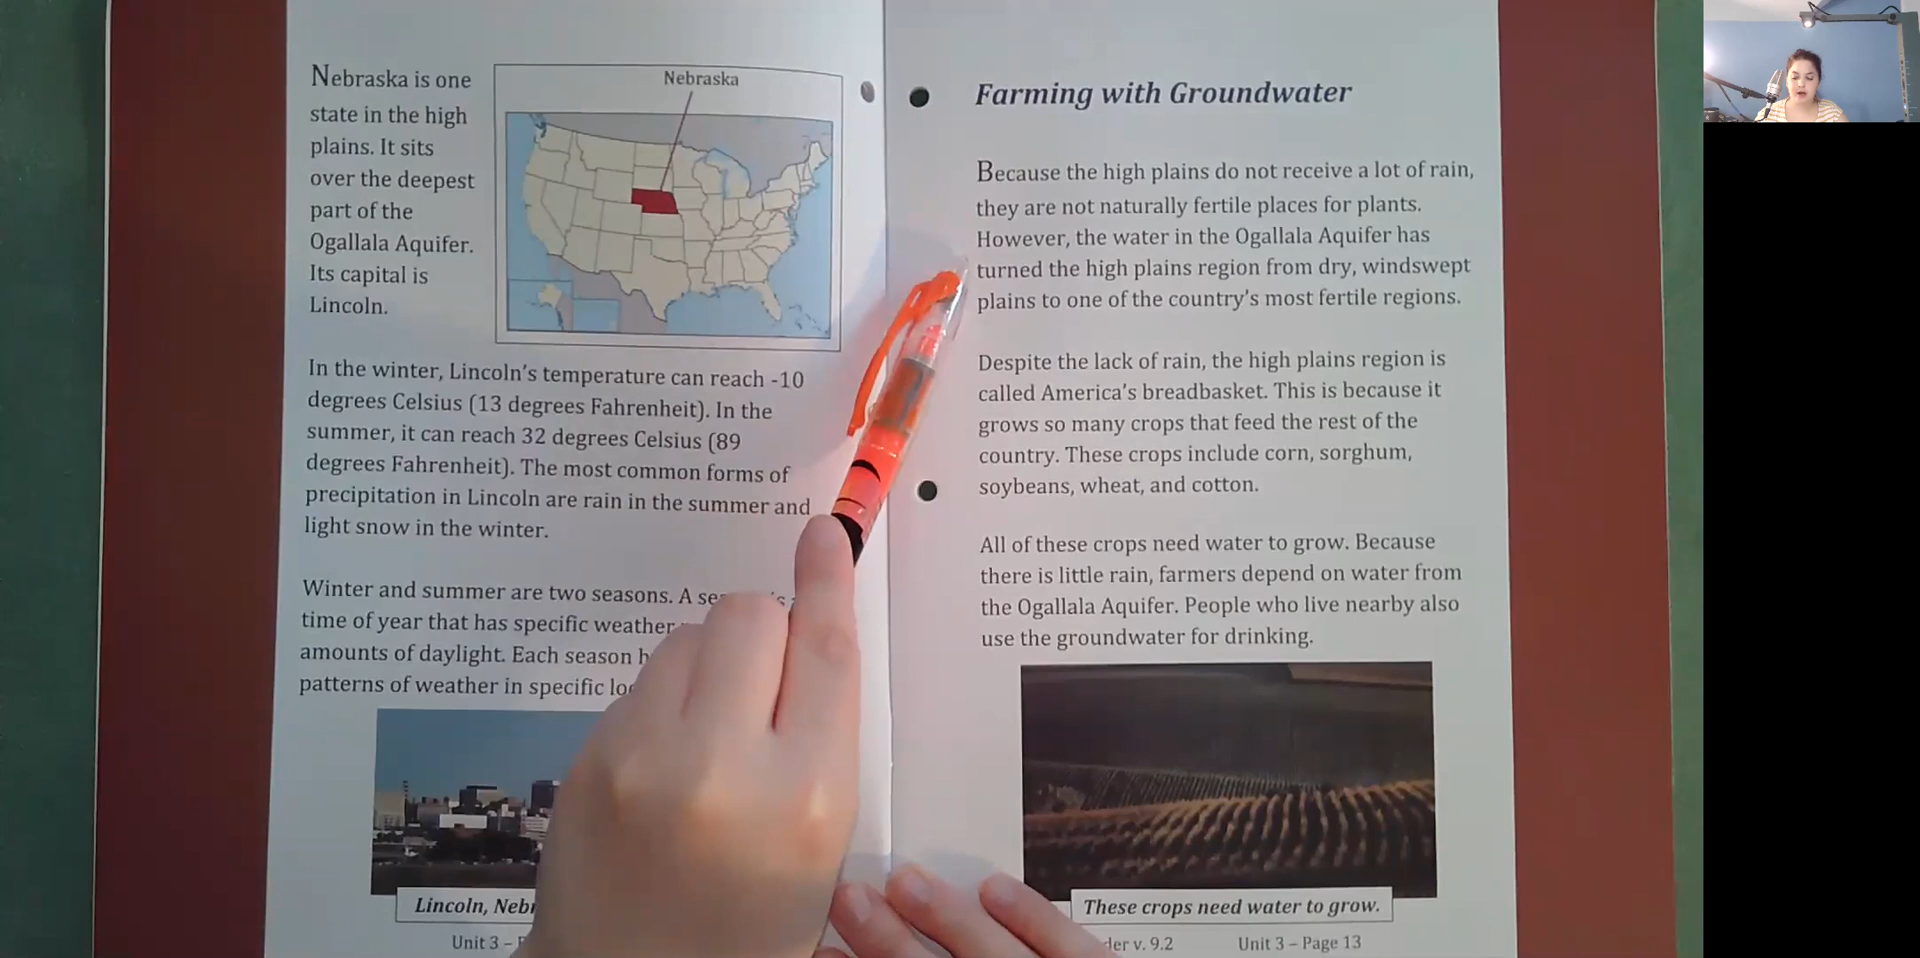 Nebraska is one
state in the high
plains. It sits
over the deepest
part of the
Ogallala Aquifer.
Its capital is
Lincoln.
Nebraska
In the winter, Lincoln's temperature can reach -10
degrees Celsius (13 degrees Fahrenheit). In the
summer, it can reach 32 degrees Celsius (89
degrees Fahrenheit). The most common forms of
precipitation in Lincoln are rain in the summer and
light snow in the winter.
Winter and summer are two seasons. A
time of year that has specific weather
amounts of daylight. Each season
patterns of weather in specific
Lincoln,
Unit 3 –
Farming with Groundwater
Because the high plains do not receive a lot of rain,
they are not naturally fertile places for plants.
However, the water in the Ogallala Aquifer has
turned the high plains region from dry, windswept
plains to one of the country's most fertile regions.
Despite the lack of rain, the high plains region is
called America's breadbasket. This is because it
grows so many crops that feed the rest of the
country. These crops include corn, sorghum,
soybeans, wheat, and cotton.
All of these crops need water to grow. Because
there is little rain, farmers depend on water from
the Ogallala Aquifer. People who live nearby also
use the groundwater for drinking.
These crops need water to grow.
v. 9.2 Unit 3 – Page 13